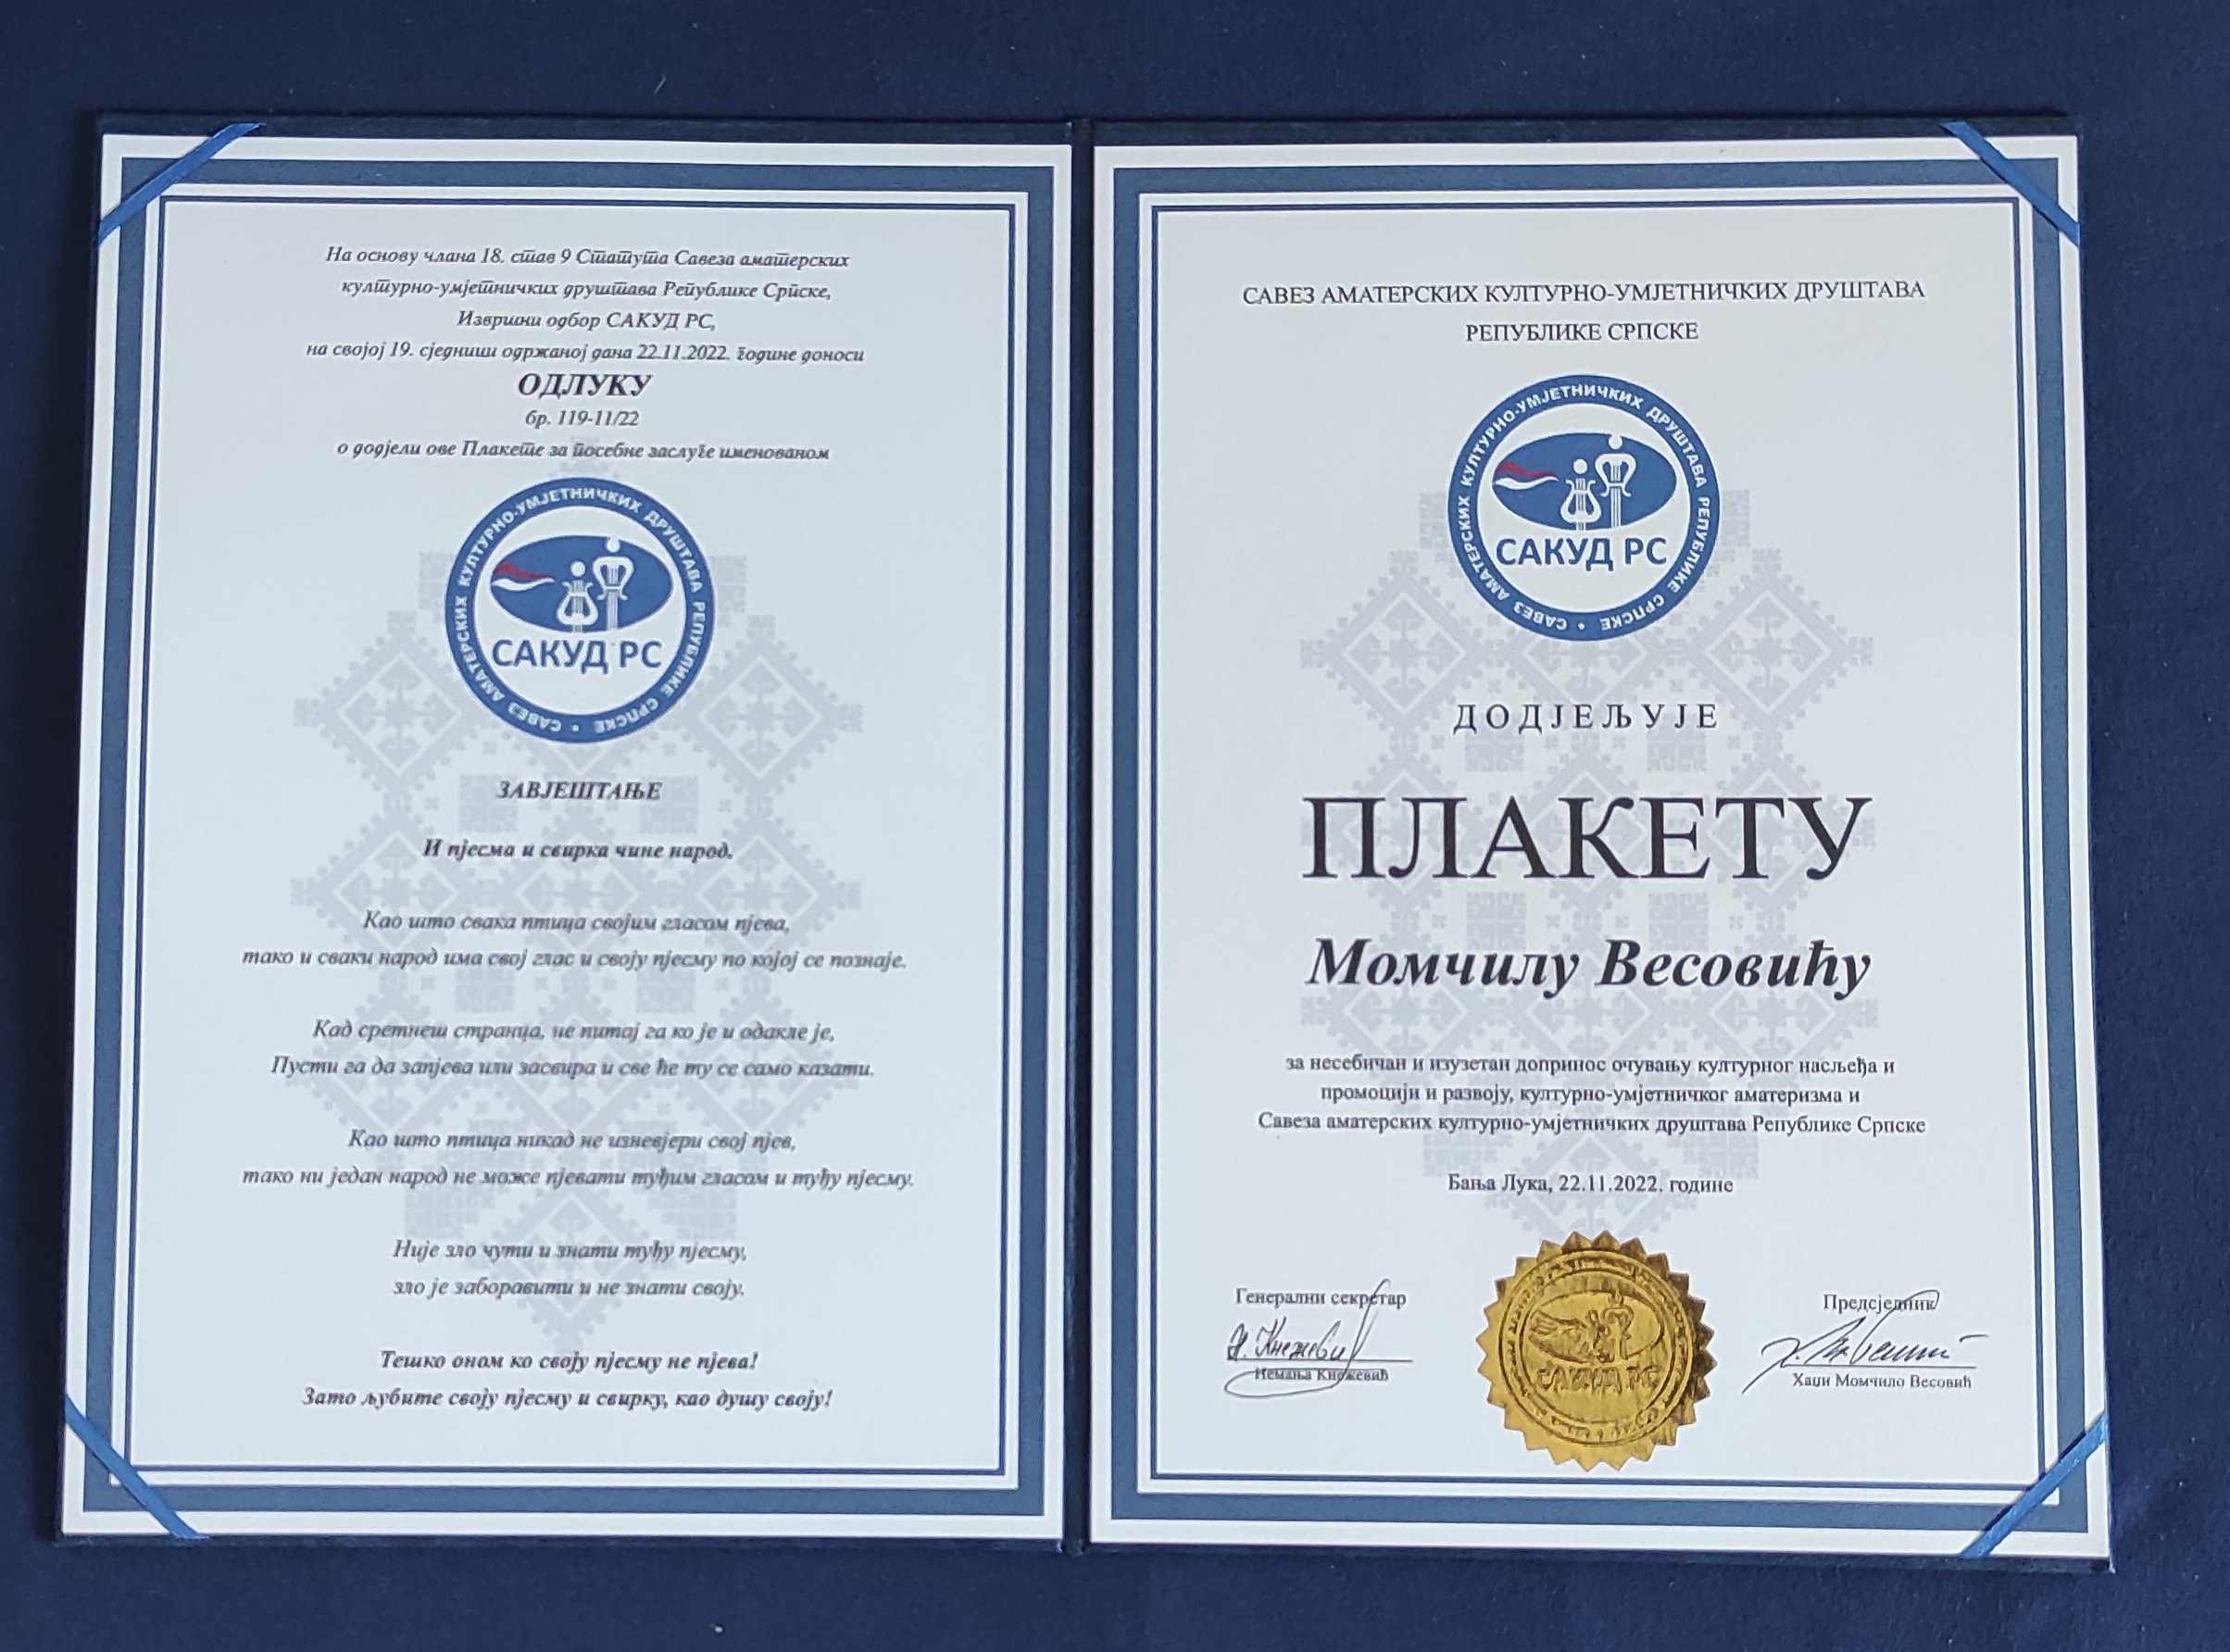 На основу члана 18. став 9 Статута Савеза аматерских
културно-умјетничких друштава Републике Српске,
Извршни одбор САКУД РС,
на својој 19. сједници одржаној дана 22.11.2022. године доноси
ОДЛУКУ
бр. 119-11/22
о додјели ове Плакете за посебне заслуге именованом
САВЕЗ АМАТЕРСКИХ КУЛТУРНО-УМЈЕТНИЧКИХ ДРУШТАВА РЕПУБЛИКЕ СРПСКЕ
САКУД РС
ЗАВЈЕШТАЊЕ
И пјесма и свирка чине народ.
Као што свака птица својим гласом пјева,
тако и сваки народ има свој глас и своју пјесму по којој се познаје.
Кад сретнеш странца, не питај га ко је и одакле је,
Пусти га да запјева или засвира и све ће ту се само казати.
Као што птица никад не изневјери свој пјев,
тако ни један народ не може пјевати туђим гласом и туђу пјесму.
Није зло чути и знати туђу пјесму,
зло је заборавити и не знати своју.
Тешко оном ко своју пјесму не пјева!
Зато љубите своју пјесму и свирку, као душу своју!
САВЕЗ АМАТЕРСКИХ КУЛТУРНО-УМЈЕТНИЧКИХ ДРУШТАВА
РЕПУБЛИКЕ СРПСКЕ
САВЕЗ АМАТЕРСКИХ КУЛТУРНО-УМЈЕТНИЧКИХ ДРУШТАВА РЕПУБЛИКЕ СРПСКЕ
САКУД РС
ДОДЈЕЉУЈЕ
ПЛАКЕТУ
Момчилу Весовићу
за несебичан и изузетан допринос очувању културног насљеђа и
промоцији и развоју, културно-умјетничког аматеризма и
Савеза аматерских културно-умјетничких друштава Републике Српске
Бања Лука, 22.11.2022. године
Генерални секретар
Н. Кнежевић
Немања Кнежевић
САКУД РС
Предсједник
Хаџи Момчило Весовић